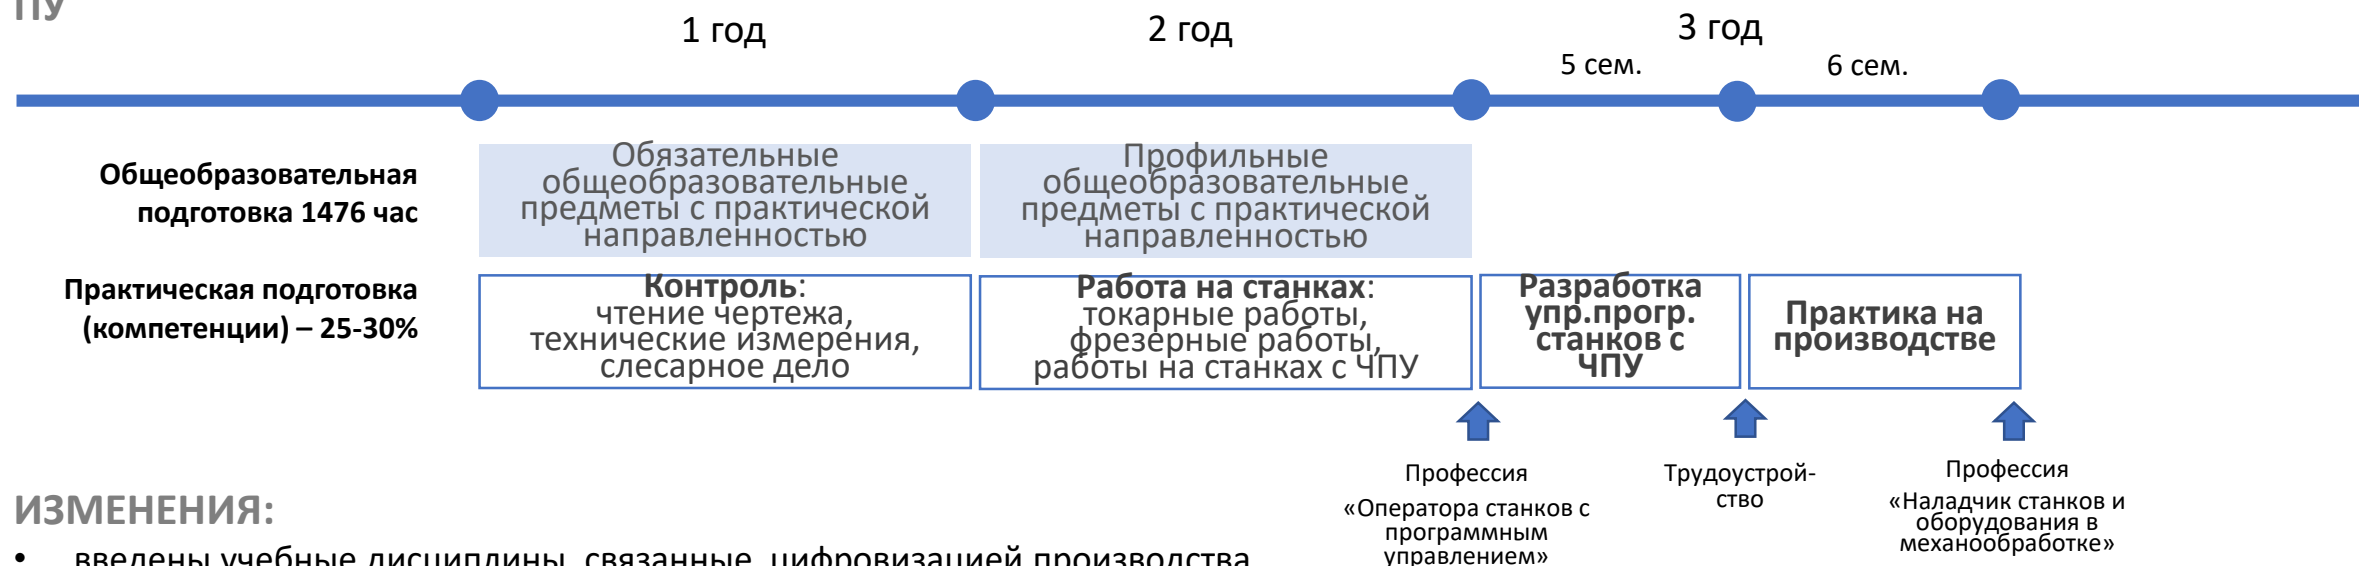 ПУ
1 год
2 год
3 год
5 сем.
6 сем.
Общеобразовательная
подготовка 1476 час
Обязательные
общеобразовательные
предметы с практической
направленностью
Профильные
общеобразовательные
предметы с практической
направленностью
Практическая подготовка
(компетенции) – 25-30%
Контроль:
чтение чертежа,
технические измерения,
слесарное дело
Работа на станках:
токарные работы,
фрезерные работы,
работы на станках с ЧПУ
Разработка
упр.прогр.
станков с
ЧПУ
Практика на
производстве
Профессия
«Оператора станков с
программным
управлением»
Трудоустрой-
ство
Профессия
«Наладчик станков и
оборудования в
механообработке»
ИЗМЕНЕНИЯ:
• введены учебные дисциплины, связанные цифровизацией производства